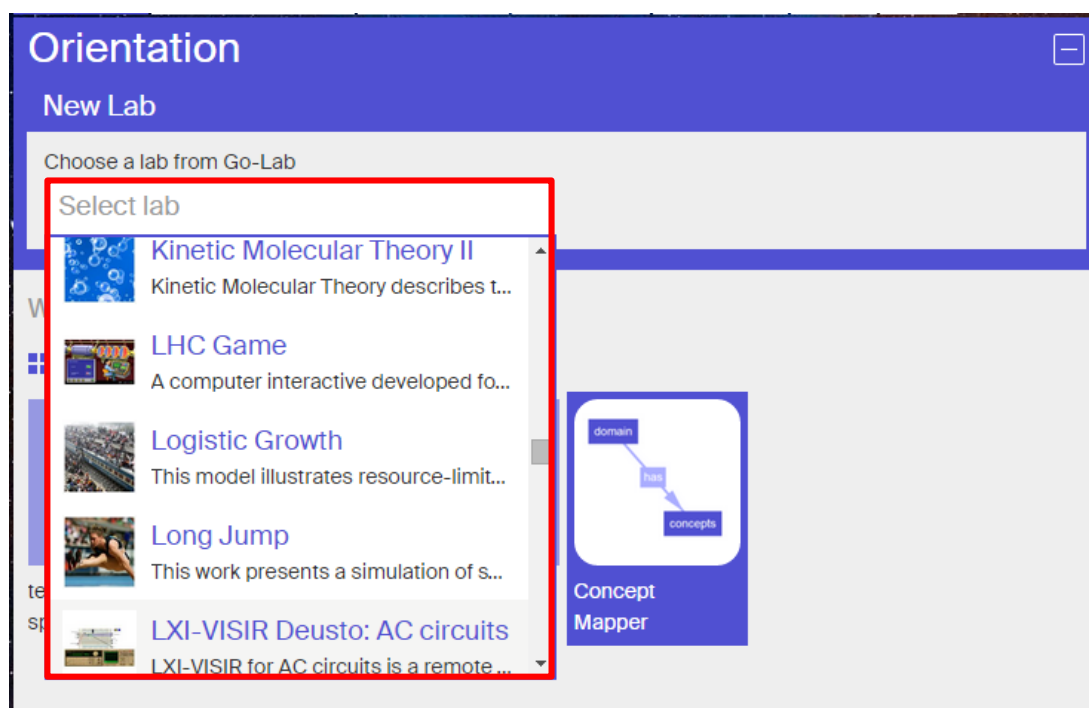 Orientation
New Lab
Choose a lab from Go-Lab
Select lab
Kinetic Molecular Theory II
Kinetic Molecular Theory describes t...
LHC Game
A computer interactive developed fo...
Logistic Growth
This model illustrates resource-limit...
Long Jump
This work presents a simulation of s...
LXI-VISIR Deusto: AC circuits
LXI-VISIR for AC circuits is a remote ...
domain
has
concepts
Concept
Mapper